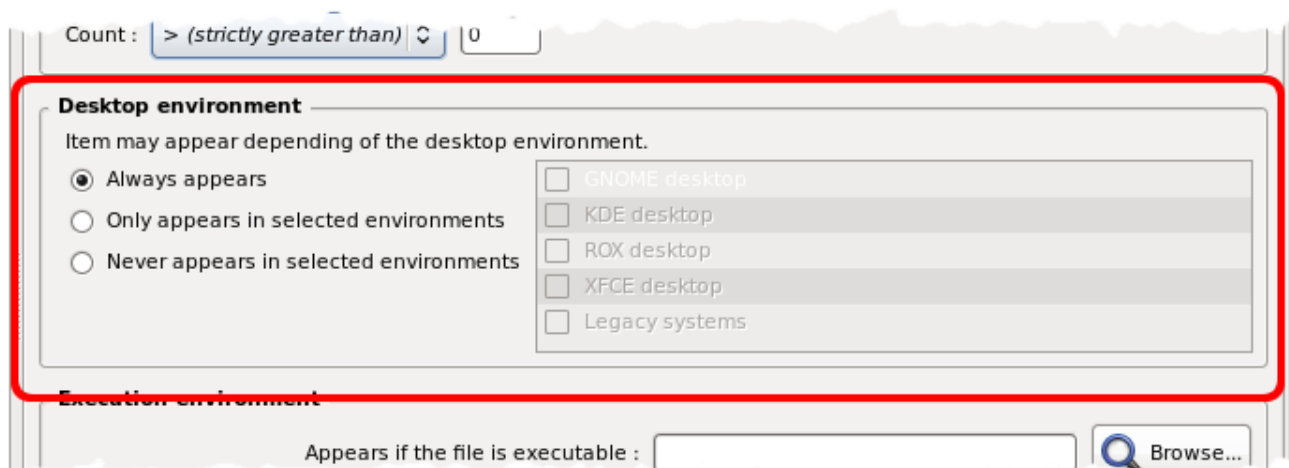 Count : > (strictly greater than) 0
Desktop environment
Item may appear depending of the desktop environment.
Always appears
Only appears in selected environments
Never appears in selected environments
GNOME desktop
KDE desktop
ROX desktop
XFCE desktop
Legacy systems
Execution environment
Appears if the file is executable : Browse...